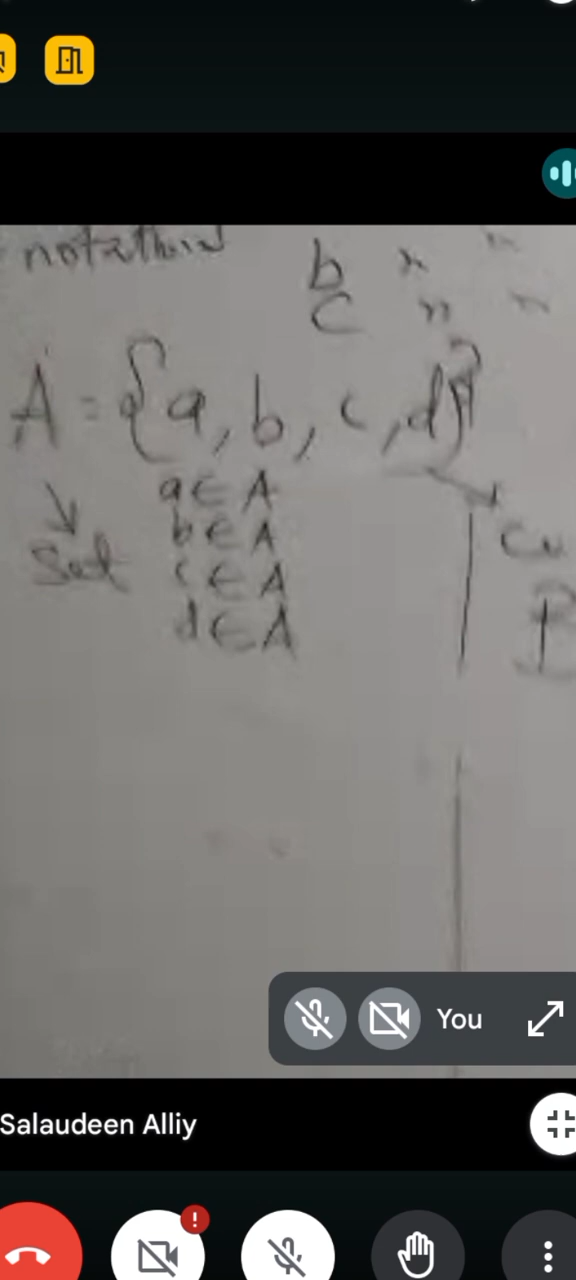 notation
b " "
c " "
A = {a, b, c, d}
a ∈ A
b ∈ A
Set c ∈ A
d ∈ A
You
Salaudeen Alliy